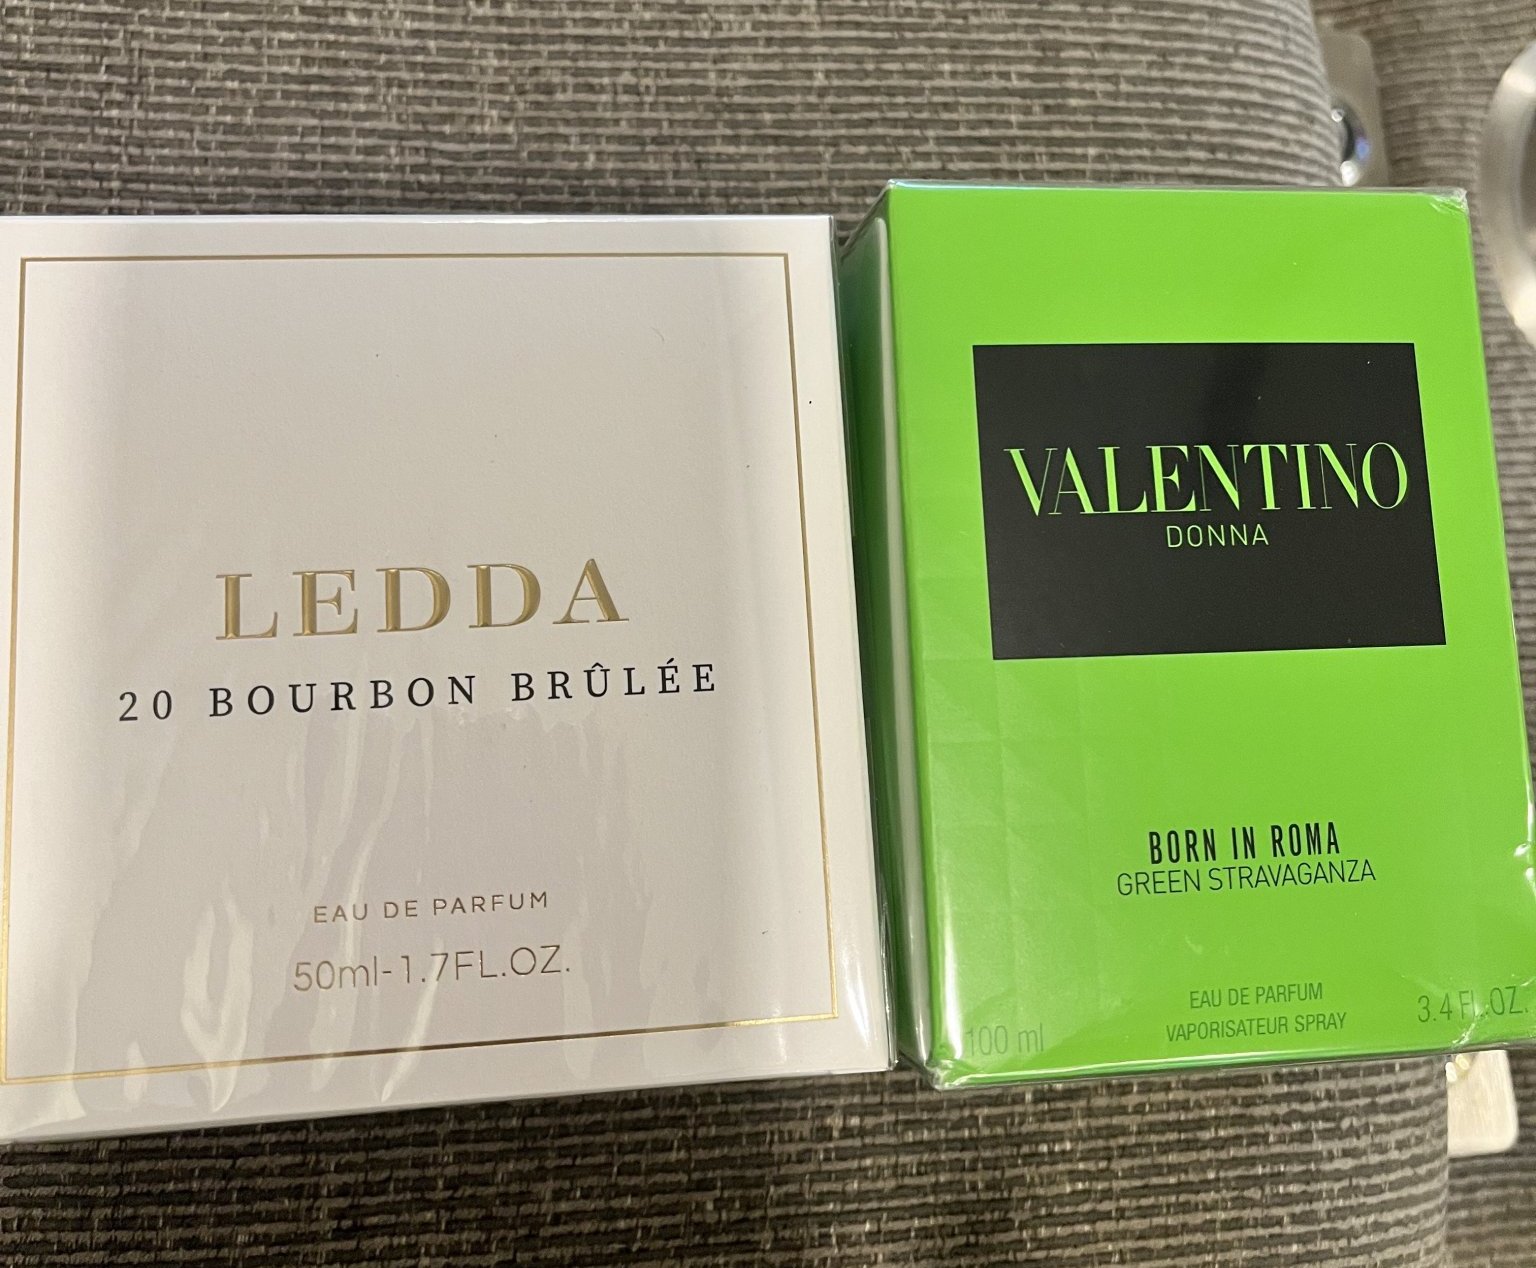 LEDDA
20 BOURBON BRÛLÉE
EAU DE PARFUM
50ml-1.7FL.OZ.
VALENTINO
DONNA
BORN IN ROMA
GREEN STRAVAGANZA
EAU DE PARFUM
VAPORISATEUR SPRAY
100 ml
3.4 FL.OZ.